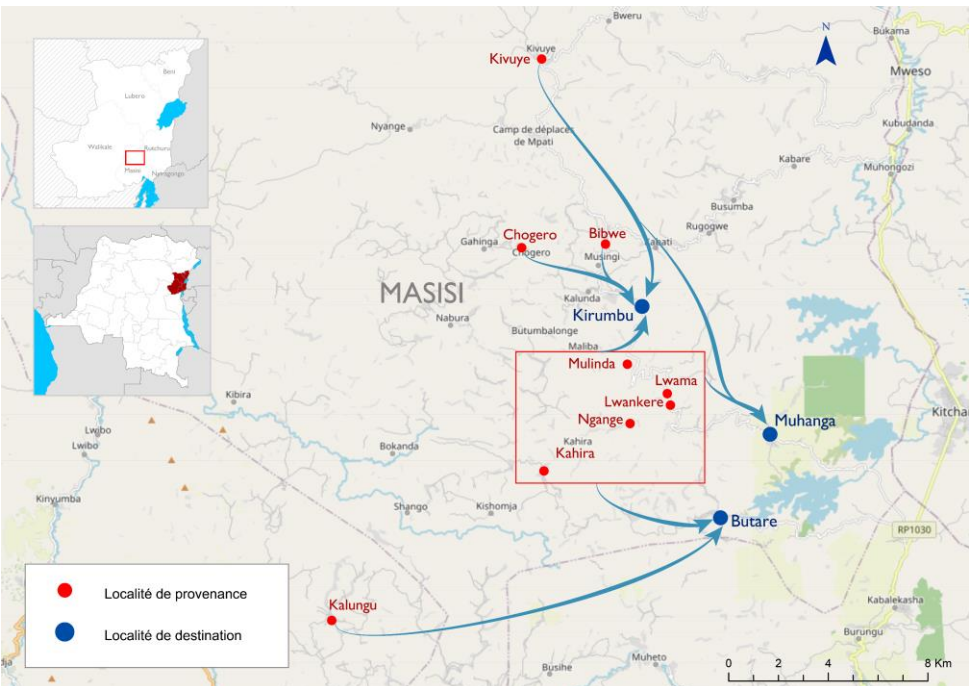 Bweru
Bukama
N
Kivuye
Kivuye
Mweso
Beni
Lubero
Walikale
Rutchuru
Masisi
Nyiragongo
Nyange
Camp de déplacés
de Mpati
Kubudanda
Kabare
Muhongozi
Busumba
Rugogwe
Chogero
Bibwe
Gahinga
Chogero
Musingi
MASISI
Kalunda
Kirumbu
Nabura
Butumbalonge
Maliba
Mulinda
Lwama
Lwankere
Ngange
Kahira
Kahira
Muhanga
Kitchan
Kibira
Lwibo
Lwibo
Bokanda
Kinyumba
Shango
Kishomja
Butare
RP1030
Localité de provenance
Localité de destination
Kalungu
Kabalekasha
Burungu
Muheto
Busihe
0 2 4 8 Km